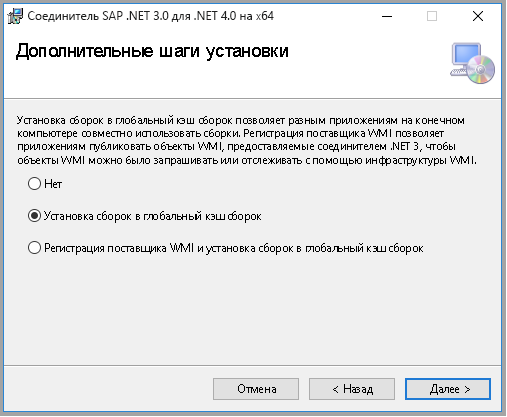 Соединитель SAP .NET 3.0 для .NET 4.0 на x64
Дополнительные шаги установки
Установка сборок в глобальный кэш сборок позволяет разным приложениям на конечном
компьютере совместно использовать сборки. Регистрация поставщика WMI позволяет
приложениям публиковать объекты WMI, предоставляемые соединителем .NET 3, чтобы
объекты WMI можно было запрашивать или отслеживать с помощью инфраструктуры WMI.
Нет
Установка сборок в глобальный кэш сборок
Регистрация поставщика WMI и установка сборок в глобальный кэш сборок
Отмена
< Назад
Далее >